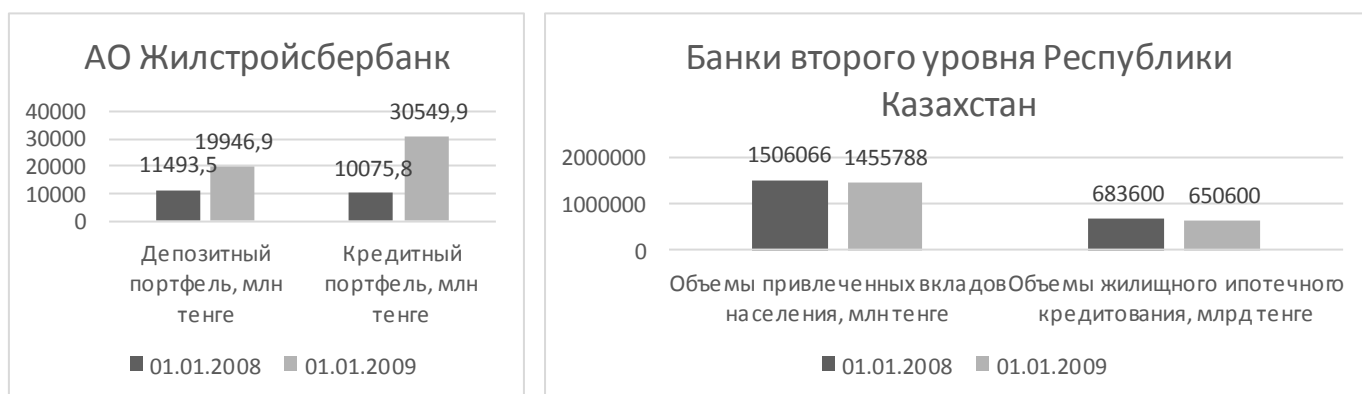 АО Жилстройсбербанк
40000
30000
20000
10000
0
11493,5
19946,9
10075,8
30549,9
Депозитный
портфель, млн
тенге
Кредитный
портфель, млн
тенге
01.01.2008 01.01.2009
Банки второго уровня Республики
Казахстан
2000000
1000000
0
1506066
1455788
683600
650600
Объемы привлеченных вкладов
населения, млн тенге
Объемы жилищного ипотечного
кредитования, млрд тенге
01.01.2008 01.01.2009